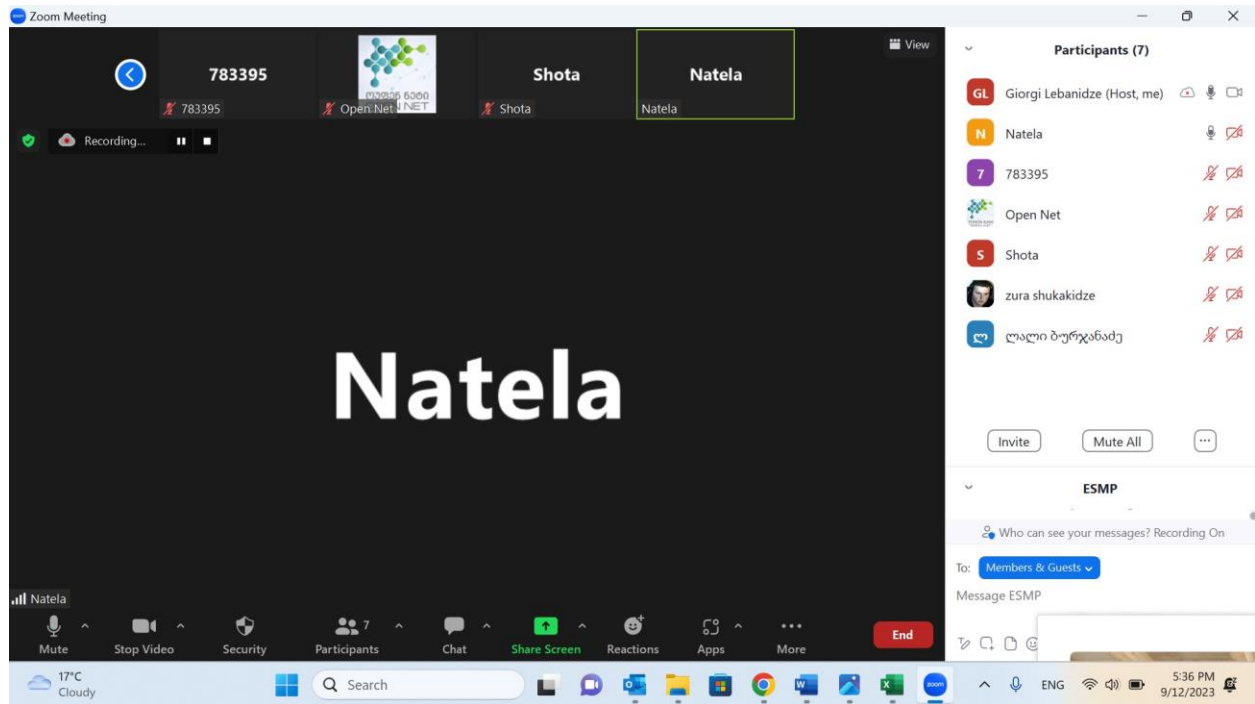 Zoom Meeting
783395
Shota
Natela
View
783395
Open Net
Shota
Natela
Recording...
Natela
Natela
Mute
Stop Video
Security
7
Participants
Chat
Share Screen
Reactions
Apps
More
End
Participants (7)
GL Giorgi Lebanidze (Host, me)
N Natela
7 783395
Open Net
S Shota
zura shukakidze
ლ ლალი ბურჯანაძე
Invite
Mute All
ESMP
Who can see your messages? Recording On
To: Members & Guests
Message ESMP
17°C
Cloudy
Search
ENG
5:36 PM
9/12/2023